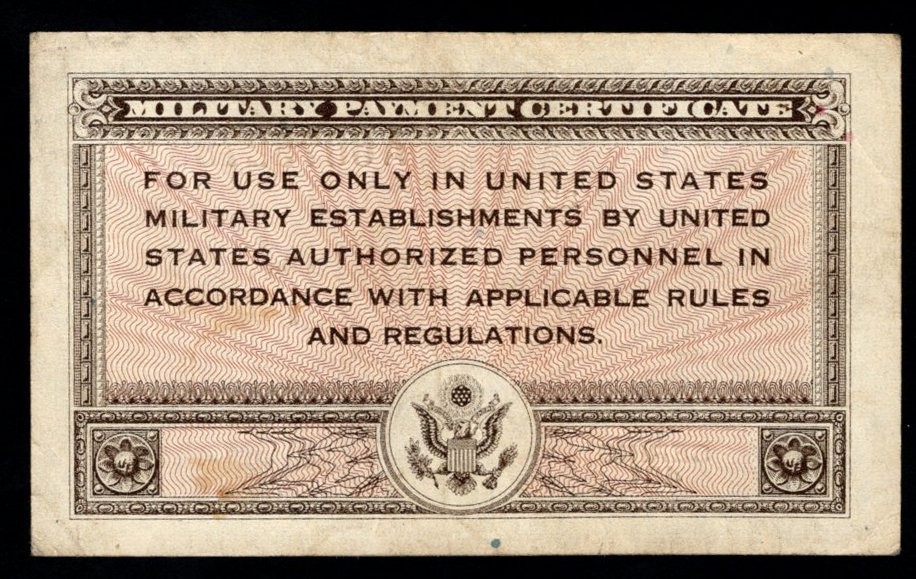 MILITARY PAYMENT CERTIFICATE
FOR USE ONLY IN UNITED STATES
MILITARY ESTABLISHMENTS BY UNITED
STATES AUTHORIZED PERSONNEL IN
ACCORDANCE WITH APPLICABLE RULES
AND REGULATIONS.